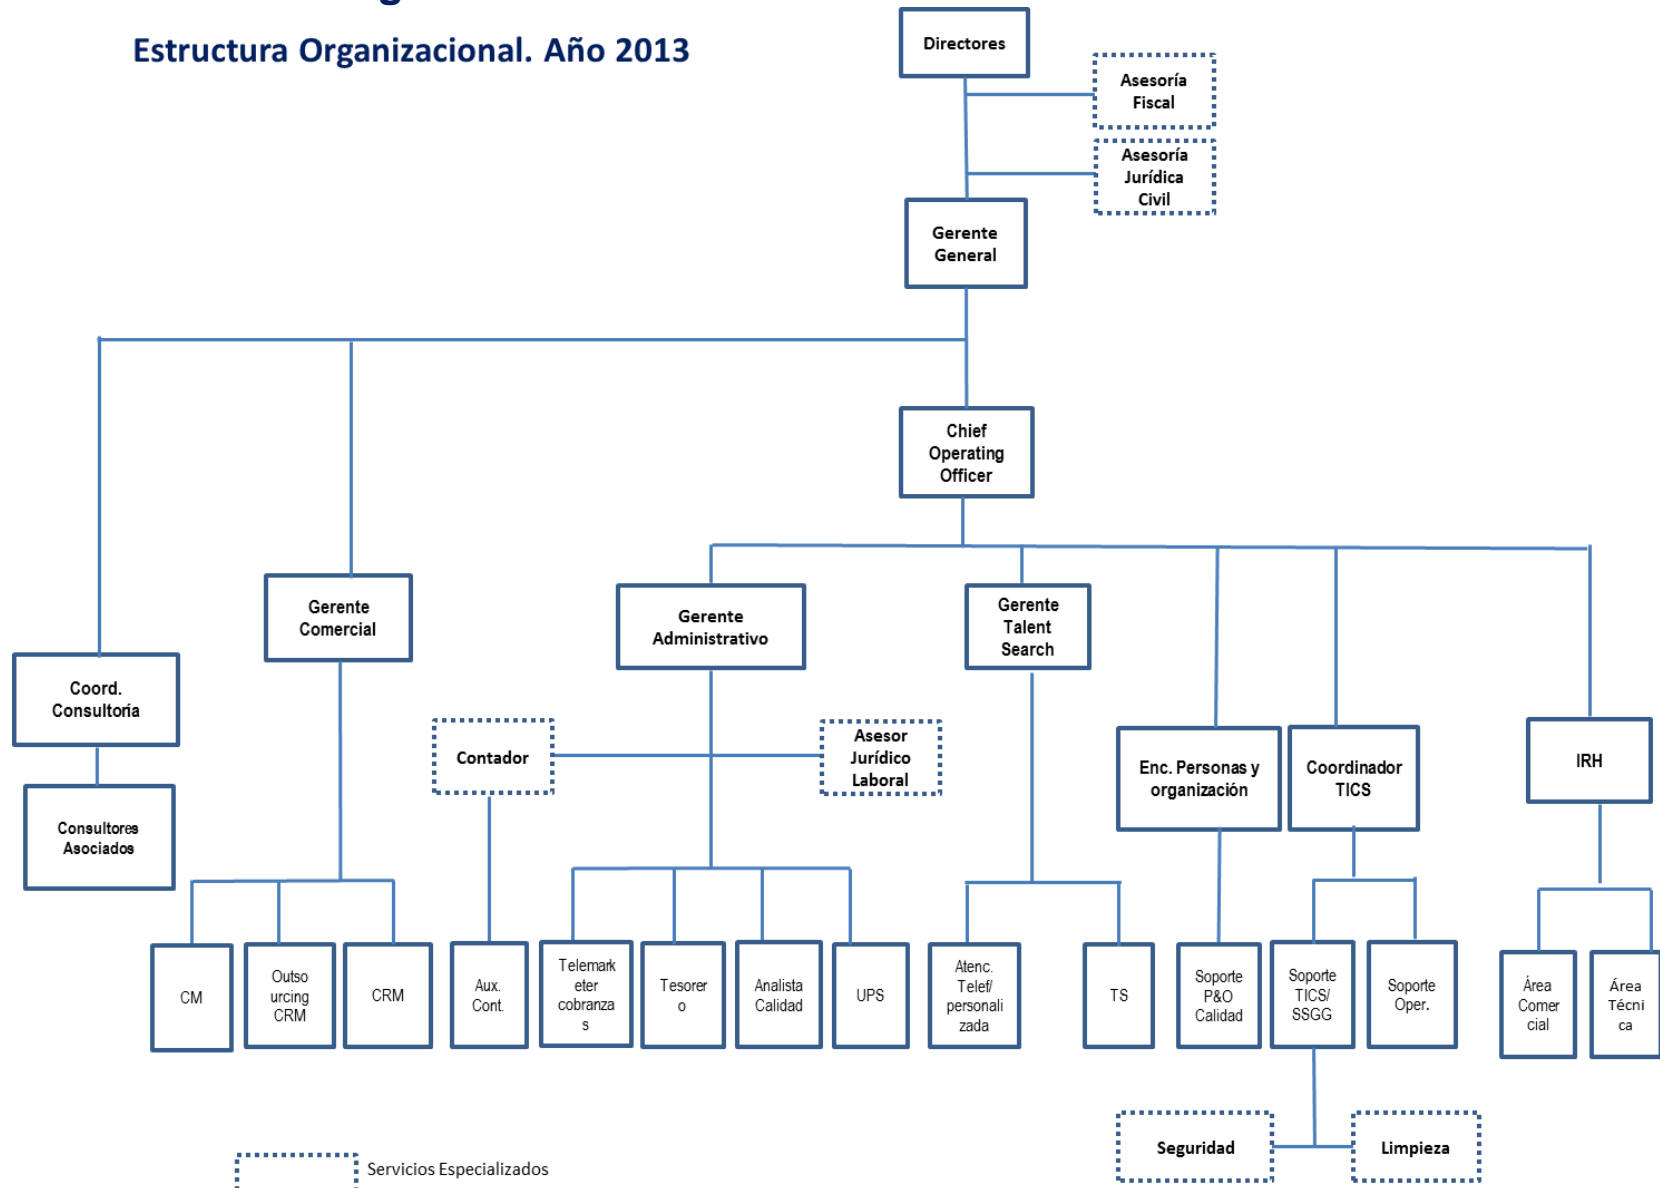 Estructura Organizacional. Año 2013
Directores
Asesoría
Fiscal
Asesoría
Jurídica
Civil
Gerente
General
Chief
Operating
Officer
Gerente
Comercial
Gerente
Administrativo
Gerente
Talent
Search
Coord.
Consultoría
Contador
Asesor
Jurídico
Laboral
Enc. Personas y
organización
Coordinador
TICS
IRH
Consultores
Asociados
CM
Outso
urcing
CRM
CRM
Aux.
Cont.
Telemark
eter
cobranza
s
Tesorer
o
Analista
Calidad
UPS
Atenc.
Telef/
personali
zada
TS
Soporte
P&O
Calidad
Soporte
TICS/
SSGG
Soporte
Oper.
Área
Comer
cial
Área
Técni
ca
Seguridad
Limpieza
Servicios Especializados